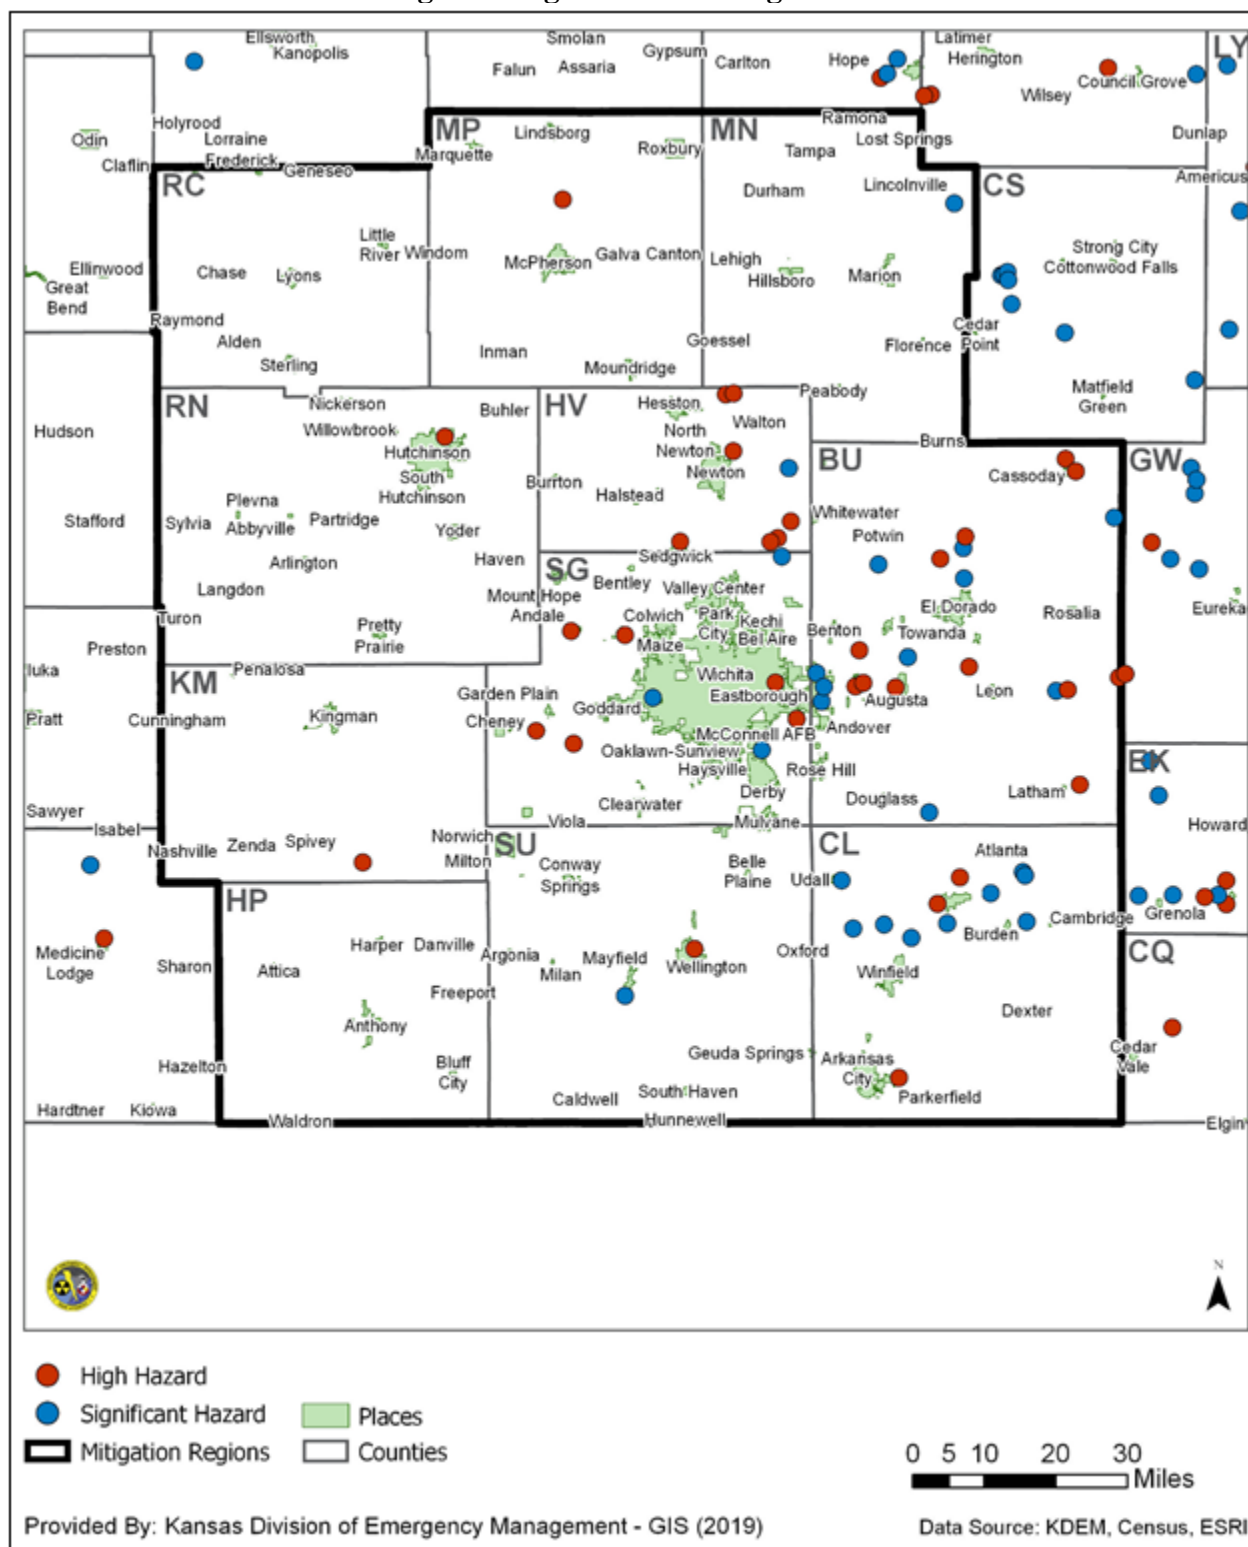 Ellsworth
Kanopolis
Smolan
Gypsum
Falun
Assaria
Carlton
Hope
Latimer
Herington
LY
Council Grove
Wilsey
Holyrood
Lorraine
Odin
Claflin
Frederick
Geneseo
MP
Lindsborg
Marquette
Roxbury
MN
Ramona
Lost Springs
Tampa
Dunlap
Americus
RC
Durham
Lincolnville
CS
Little
River
Windom
McPherson
Galva
Canton
Lehigh
Hillsboro
Marion
Strong City
Cottonwood Falls
Ellinwood
Great
Bend
Chase
Lyons
Raymond
Alden
Sterling
Inman
Moundridge
Goessel
Florence
Cedar
Point
Peabody
Matfield
Green
RN
Nickerson
Willowbrook
Buhler
HV
Hesston
North
Newton
Walton
Newton
Hudson
Hutchinson
South
Hutchinson
Burrton
Halstead
BU
Burns
Cassoday
GW
Stafford
Sylvia
Plevna
Abbyville
Partridge
Yoder
Arlington
Haven
Langdon
Whitewater
Potwin
Sedgwick
SG
Bentley
Mount Hope
Andale
Valley Center
Colwich
Park
City
Kechi
Bel Aire
Maize
Benton
El Dorado
Towanda
Rosalia
Eureka
Turon
Preston
Iuka
Pretty
Prairie
Penalosa
KM
Pratt
Cunningham
Kingman
Garden Plain
Cheney
Goddard
Wichita
Eastborough
Augusta
Leon
McConnell AFB
Andover
Oaklawn-Sunview
Haysville
Rose Hill
Derby
Clearwater
Douglass
Latham
EK
Howard
Sawyer
Isabel
Nashville
Zenda
Spivey
Norwich
Milton
Viola
Mulvane
SU
Conway
Springs
Belle
Plaine
CL
Udall
Atlanta
Cambridge
Grenola
Burden
HP
Medicine
Lodge
Sharon
Attica
Harper
Danville
Argonia
Milan
Mayfield
Wellington
Oxford
Winfield
CQ
Freeport
Anthony
Dexter
Bluff
City
Geuda Springs
Arkansas
City
Cedar
Vale
Hazelton
Hardtner
Kiowa
Waldron
Caldwell
South Haven
Hunnewell
Parkerfield
Elgin
N
High Hazard
Significant Hazard
Places
Mitigation Regions
Counties
0 5 10 20 30
Miles
Provided By: Kansas Division of Emergency Management - GIS (2019)
Data Source: KDEM, Census, ESRI